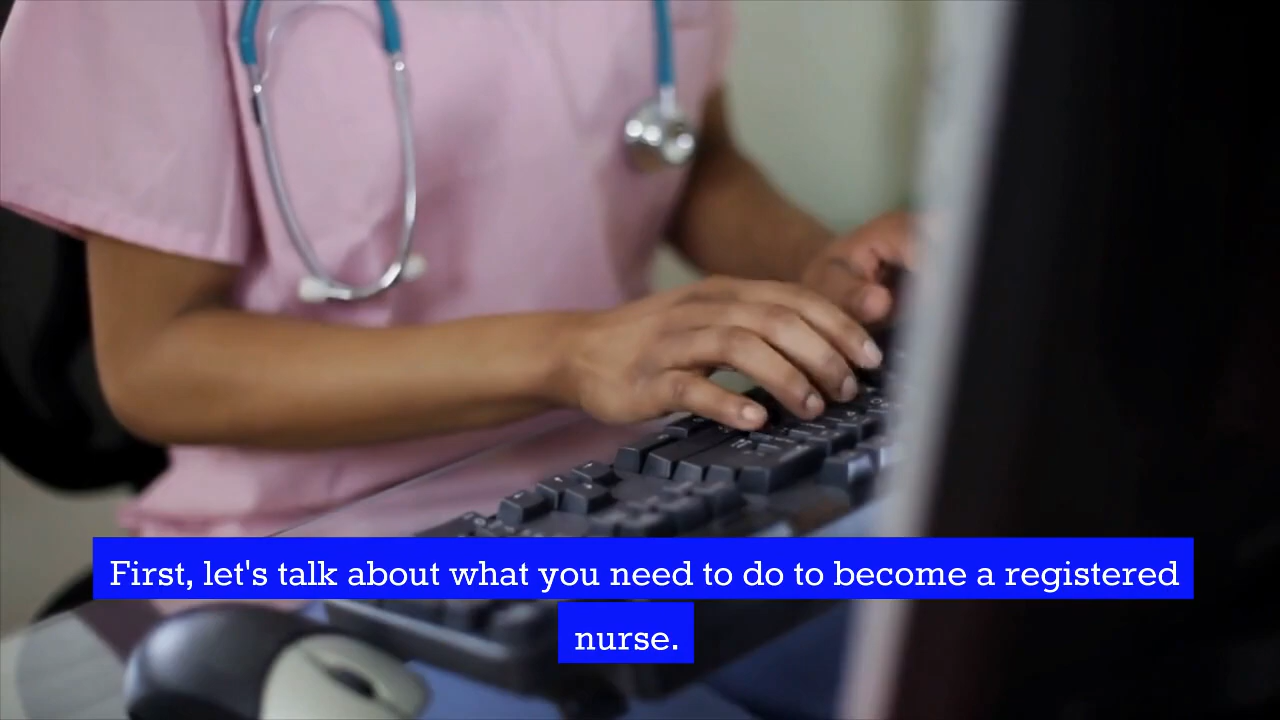 First, let's talk about what you need to do to become a registered
nurse.